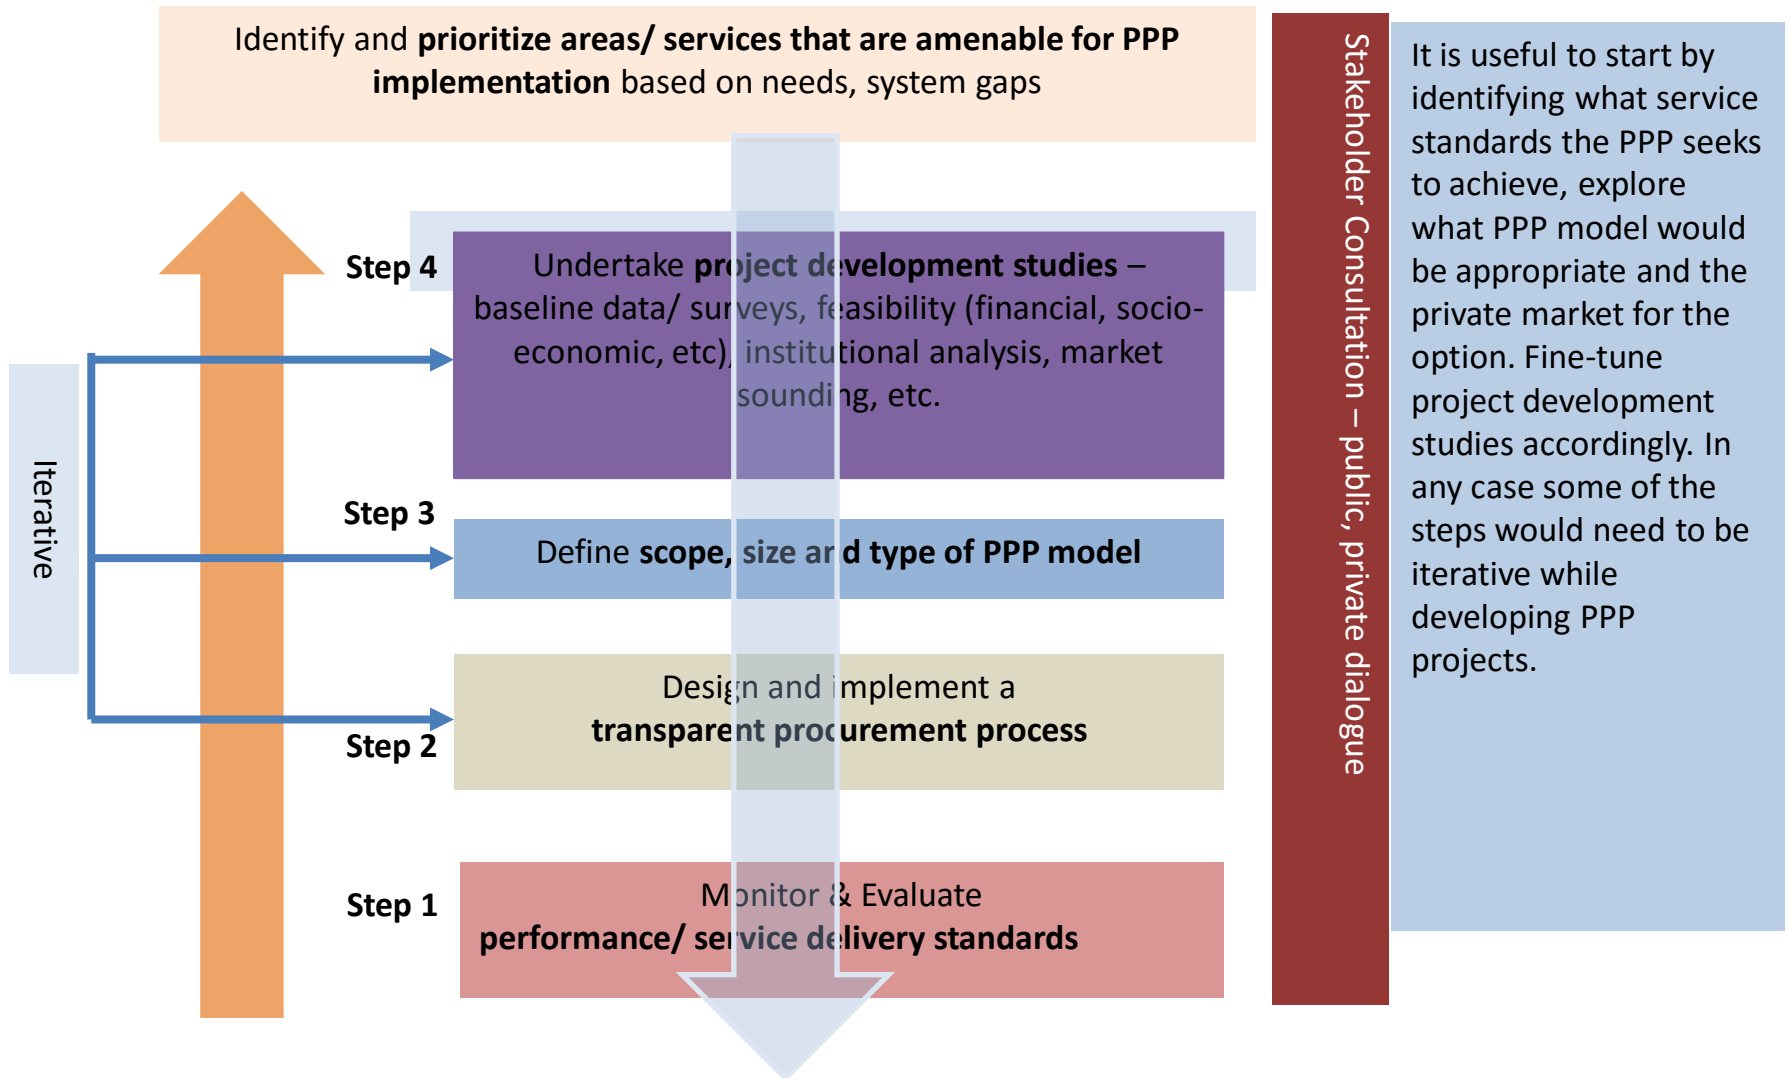 Identify and prioritize areas/ services that are amenable for PPP
implementation based on needs, system gaps
Step 4
Undertake project development studies –
baseline data/ surveys, feasibility (financial, socio-
economic, etc), institutional analysis, market
sounding, etc.
Iterative
Step 3
Define scope, size and type of PPP model
Design and implement a
transparent procurement process
Step 2
Step 1
Monitor & Evaluate
performance/ service delivery standards
Stakeholder Consultation – public, private dialogue
It is useful to start by
identifying what service
standards the PPP seeks
to achieve, explore
what PPP model would
be appropriate and the
private market for the
option. Fine-tune
project development
studies accordingly. In
any case some of the
steps would need to be
iterative while
developing PPP
projects.